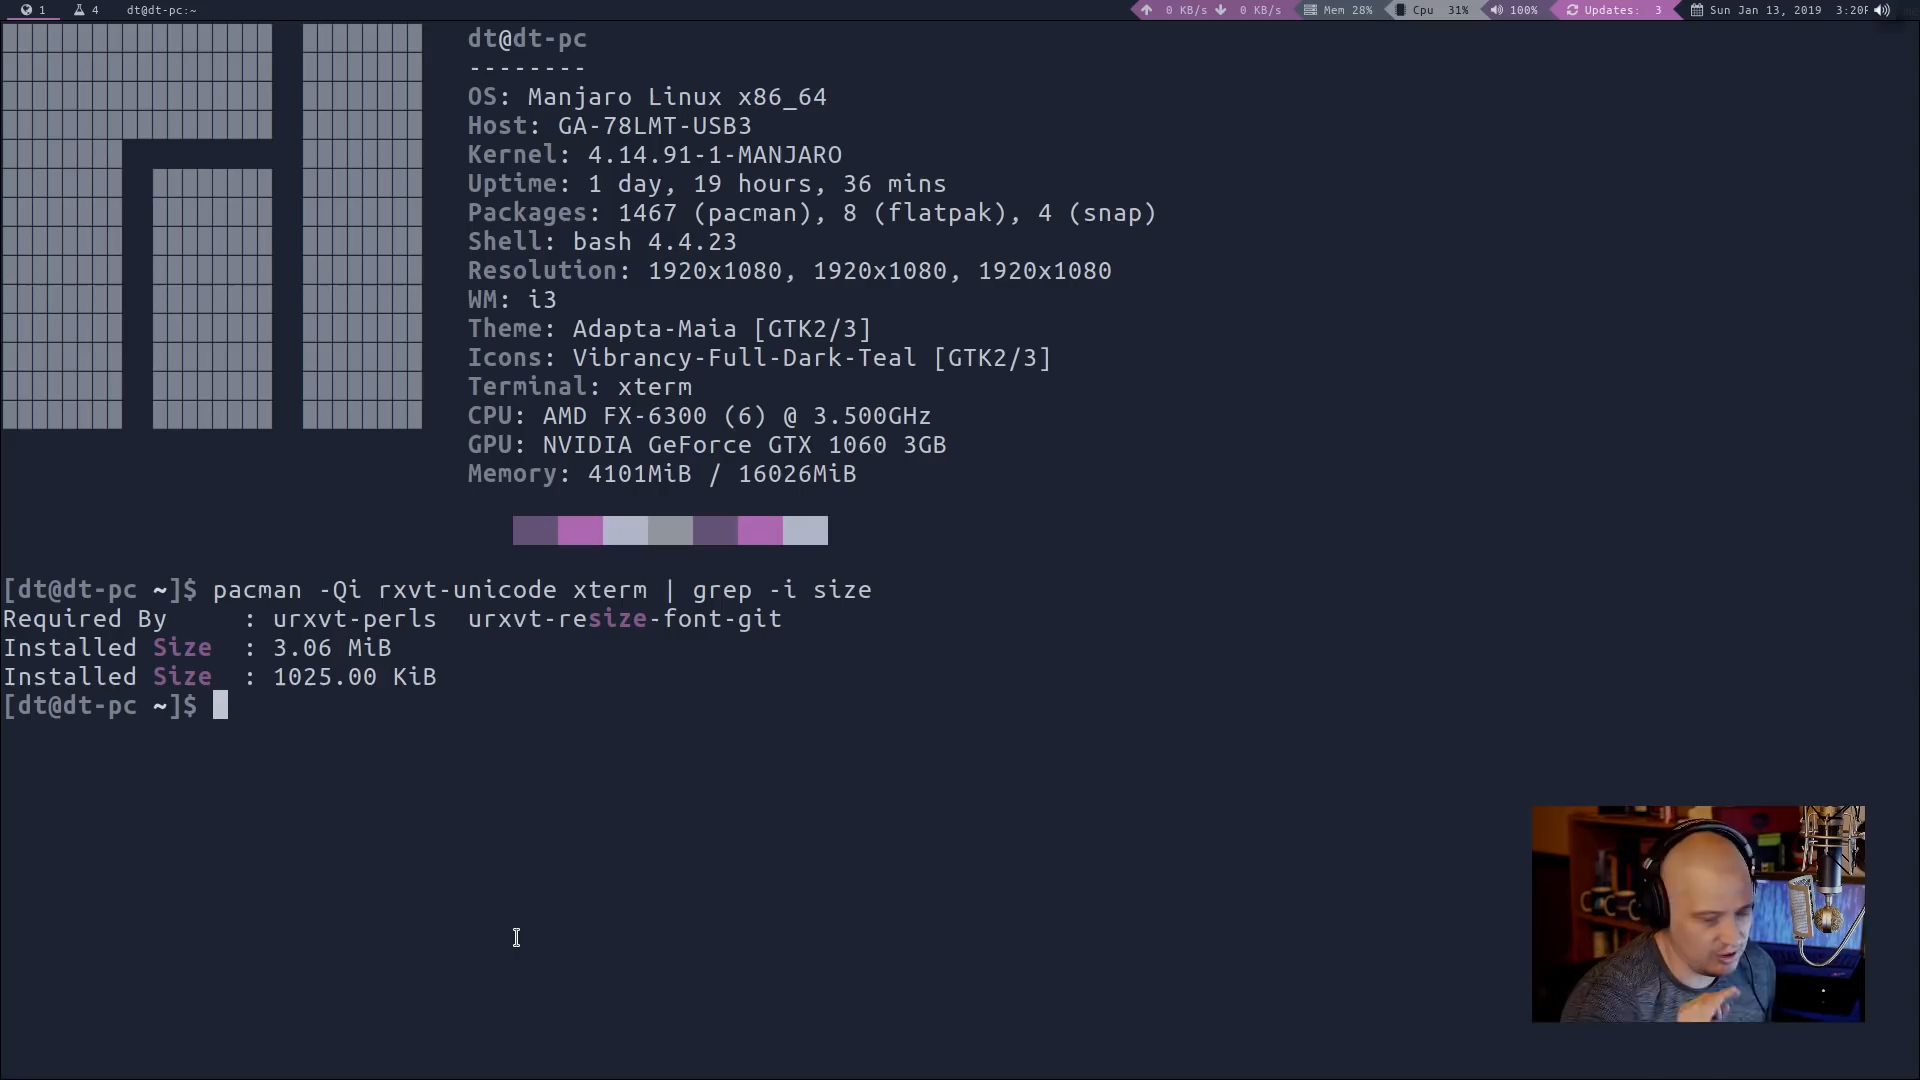 1 4 dt@dt-pc:~ 0 KB/s 0 KB/s Mem 28% Cpu 31% 100% Updates: 3 Sun Jan 13, 2019 3:20
dt@dt-pc
--------
OS: Manjaro Linux x86_64
Host: GA-78LMT-USB3
Kernel: 4.14.91-1-MANJARO
Uptime: 1 day, 19 hours, 36 mins
Packages: 1467 (pacman), 8 (flatpak), 4 (snap)
Shell: bash 4.4.23
Resolution: 1920x1080, 1920x1080, 1920x1080
WM: i3
Theme: Adapta-Maia [GTK2/3]
Icons: Vibrancy-Full-Dark-Teal [GTK2/3]
Terminal: xterm
CPU: AMD FX-6300 (6) @ 3.500GHz
GPU: NVIDIA GeForce GTX 1060 3GB
Memory: 4101MiB / 16026MiB
[dt@dt-pc ~]$ pacman -Qi rxvt-unicode xterm | grep -i size
Required By : urxvt-perls urxvt-resize-font-git
Installed Size : 3.06 MiB
Installed Size : 1025.00 KiB
[dt@dt-pc ~]$